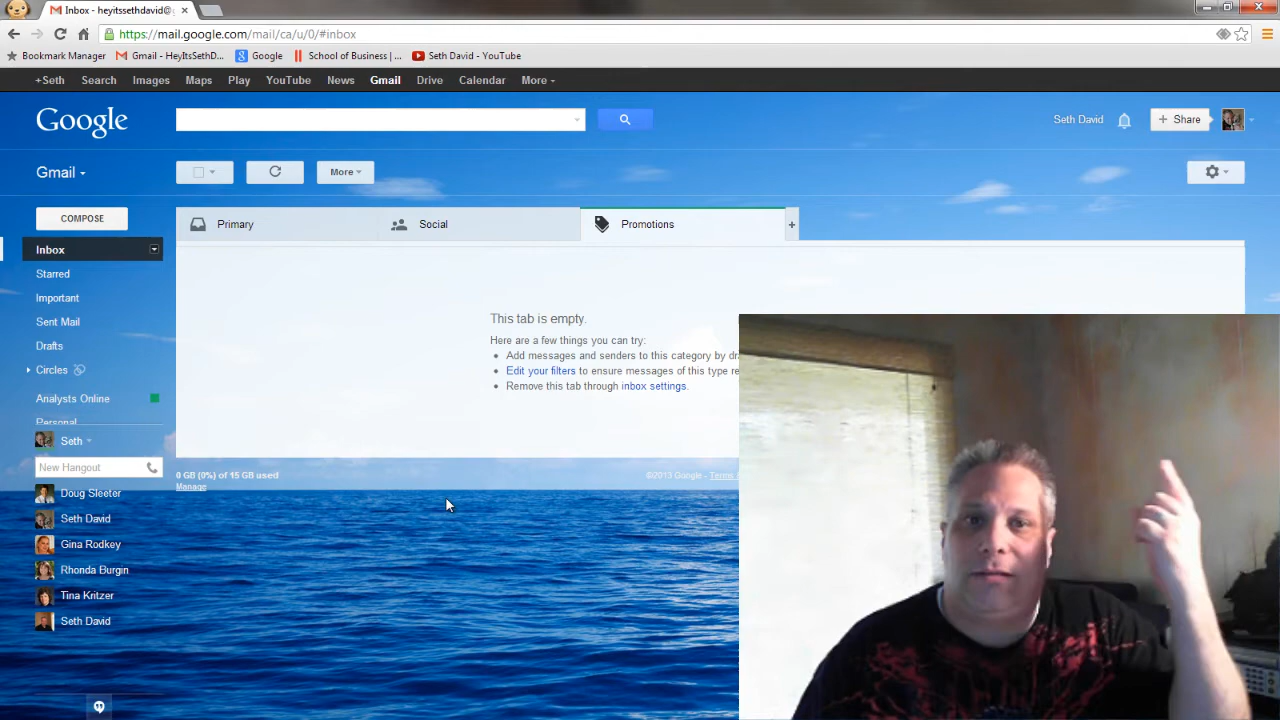 Inbox - heyitssethdavid@g
https://mail.google.com/mail/ca/u/0/#inbox
Bookmark Manager Gmail - HeyItsSethD... Google School of Business |... Seth David - YouTube
+Seth Search Images Maps Play YouTube News Gmail Drive Calendar More
Google
Seth David
+ Share
Gmail
More
COMPOSE
Primary Social Promotions +
Inbox
Starred
Important
Sent Mail
Drafts
Circles
Analysts Online
Personal
This tab is empty.
Here are a few things you can try:
Add messages and senders to this category by dr
Edit your filters to ensure messages of this type re
Remove this tab through inbox settings.
Seth
New Hangout
Doug Sleeter
Seth David
Gina Rodkey
Rhonda Burgin
Tina Kritzer
Seth David
0 GB (0%) of 15 GB used
Manage
©2013 Google - Terms